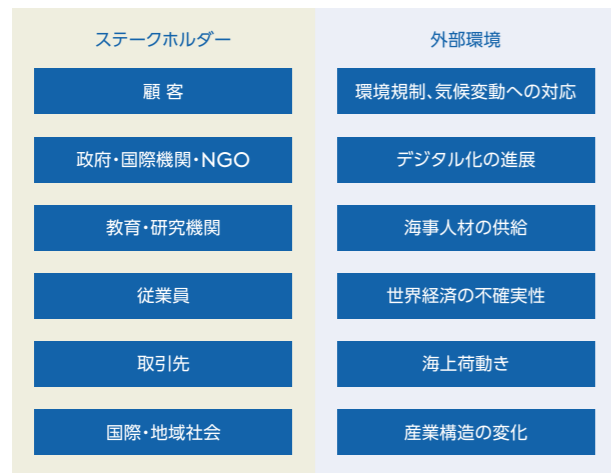 ステークホルダー
顧 客
政府・国際機関・NGO
教育・研究機関
従業員
取引先
国際・地域社会
外部環境
環境規制、気候変動への対応
デジタル化の進展
海事人材の供給
世界経済の不確実性
海上荷動き
産業構造の変化